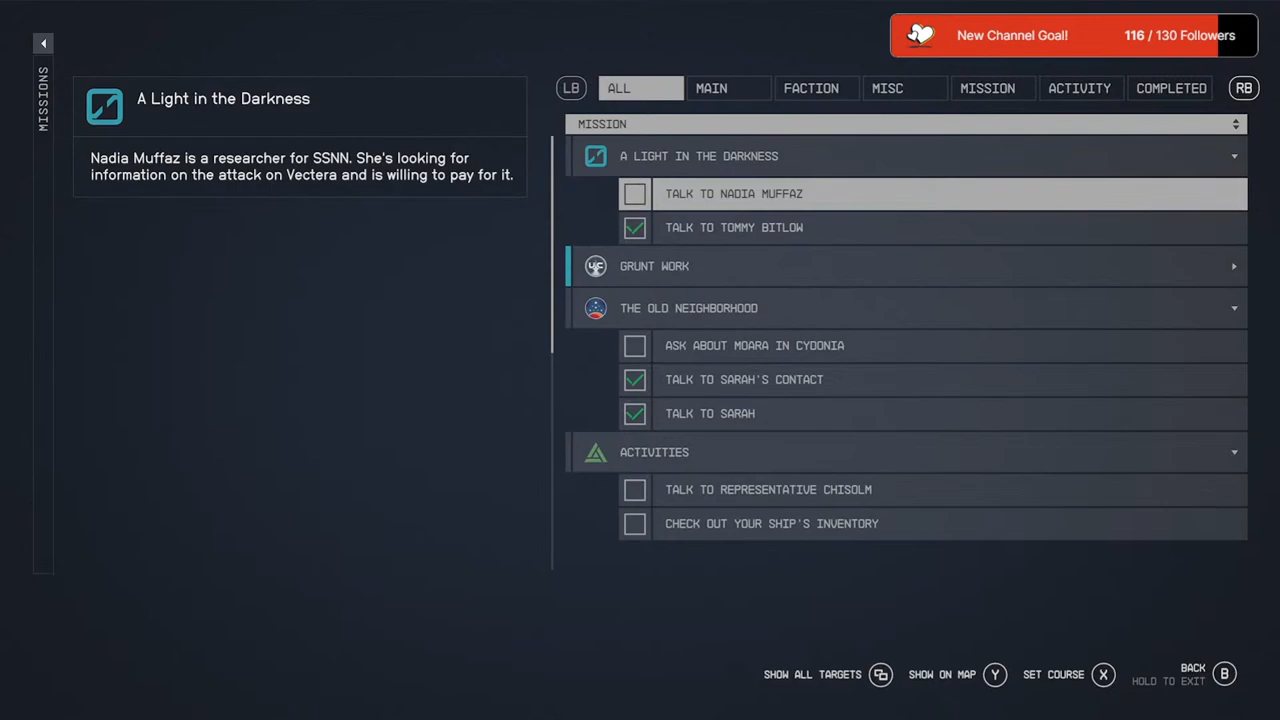 New Channel Goal! 116 / 130 Followers
MISSIONS
A Light in the Darkness
Nadia Muffaz is a researcher for SSNN. She's looking for
information on the attack on Vectera and is willing to pay for it.
LB ALL MAIN FACTION MISC MISSION ACTIVITY COMPLETED RB
MISSION
A LIGHT IN THE DARKNESS
TALK TO NADIA MUFFAZ
TALK TO TOMMY BITLOW
UC GRUNT WORK
THE OLD NEIGHBORHOOD
ASK ABOUT MOARA IN CYDONIA
TALK TO SARAH'S CONTACT
TALK TO SARAH
ACTIVITIES
TALK TO REPRESENTATIVE CHISOLM
CHECK OUT YOUR SHIP'S INVENTORY
SHOW ALL TARGETS SHOW ON MAP Y SET COURSE X BACK B
HOLD TO EXIT